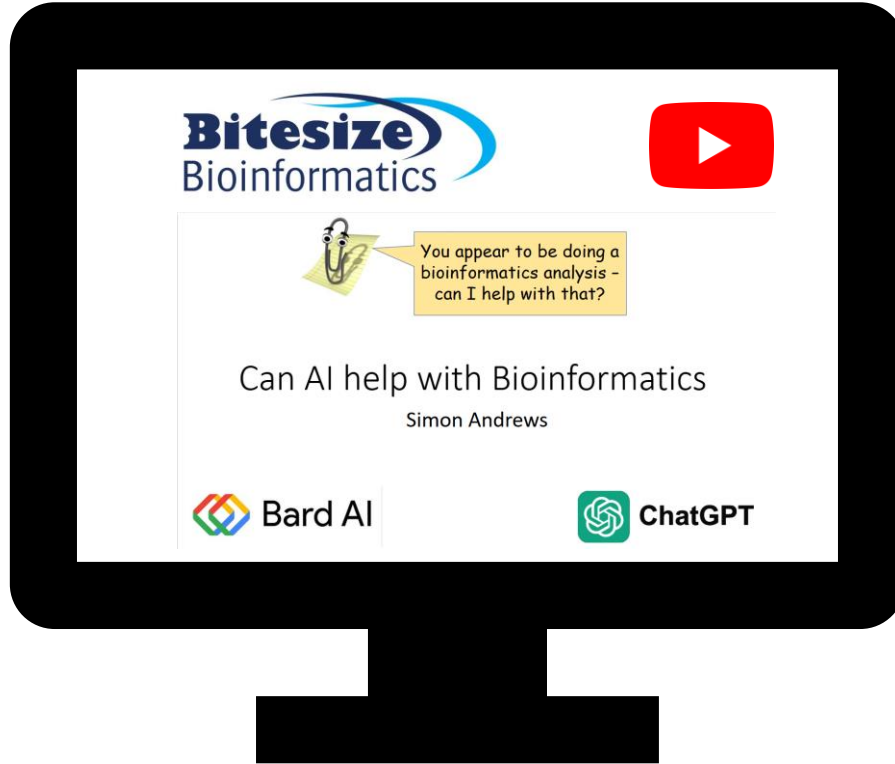 Bitesize
Bioinformatics
You appear to be doing a
bioinformatics analysis –
can I help with that?
Can AI help with Bioinformatics
Simon Andrews
Bard AI
ChatGPT